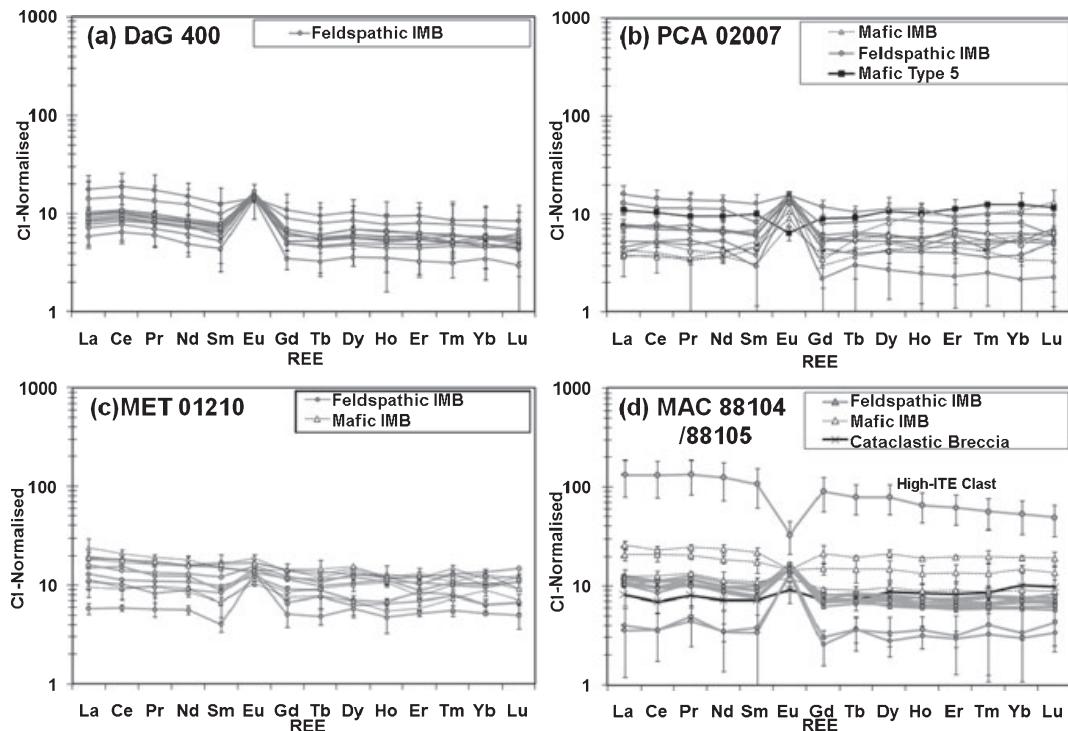 (a) DaG 400
Feldspathic IMB
1000
100
10
1
CI-Normalised
La Ce Pr Nd Sm Eu Gd Tb Dy Ho Er Tm Yb Lu
REE
(b) PCA 02007
Mafic IMB
Feldspathic IMB
Mafic Type 5
1000
100
10
1
CI-Normalised
La Ce Pr Nd Sm Eu Gd Tb Dy Ho Er Tm Yb Lu
REE
(c)MET 01210
Feldspathic IMB
Mafic IMB
1000
100
10
1
CI-Normalised
La Ce Pr Nd Sm Eu Gd Tb Dy Ho Er Tm Yb Lu
REE
(d) MAC 88104
/88105
Feldspathic IMB
Mafic IMB
Cataclastic Breccia
High-ITE Clast
1000
100
10
1
CI-Normalised
La Ce Pr Nd Sm Eu Gd Tb Dy Ho Er Tm Yb Lu
REE